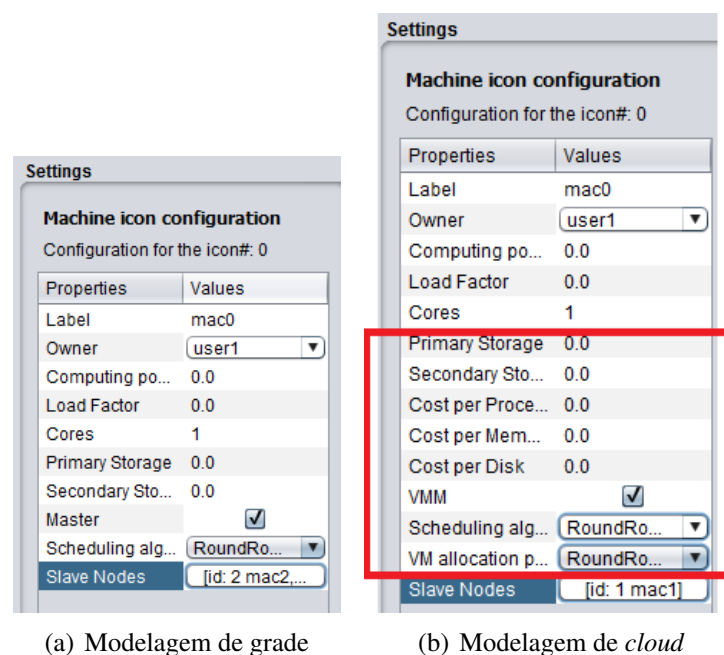 Settings
Machine icon configuration
Configuration for the icon#: 0
Properties Values
Label mac0
Owner user1
Computing po... 0.0
Load Factor 0.0
Cores 1
Primary Storage 0.0
Secondary Sto... 0.0
Master
Scheduling alg... RoundRo...
Slave Nodes [id: 2 mac2,...
(a) Modelagem de grade
Settings
Machine icon configuration
Configuration for the icon#: 0
Properties Values
Label mac0
Owner user1
Computing po... 0.0
Load Factor 0.0
Cores 1
Primary Storage 0.0
Secondary Sto... 0.0
Cost per Proce... 0.0
Cost per Mem... 0.0
Cost per Disk 0.0
VMM
Scheduling alg... RoundRo...
VM allocation p... RoundRo...
Slave Nodes [id: 1 mac1]
(b) Modelagem de cloud